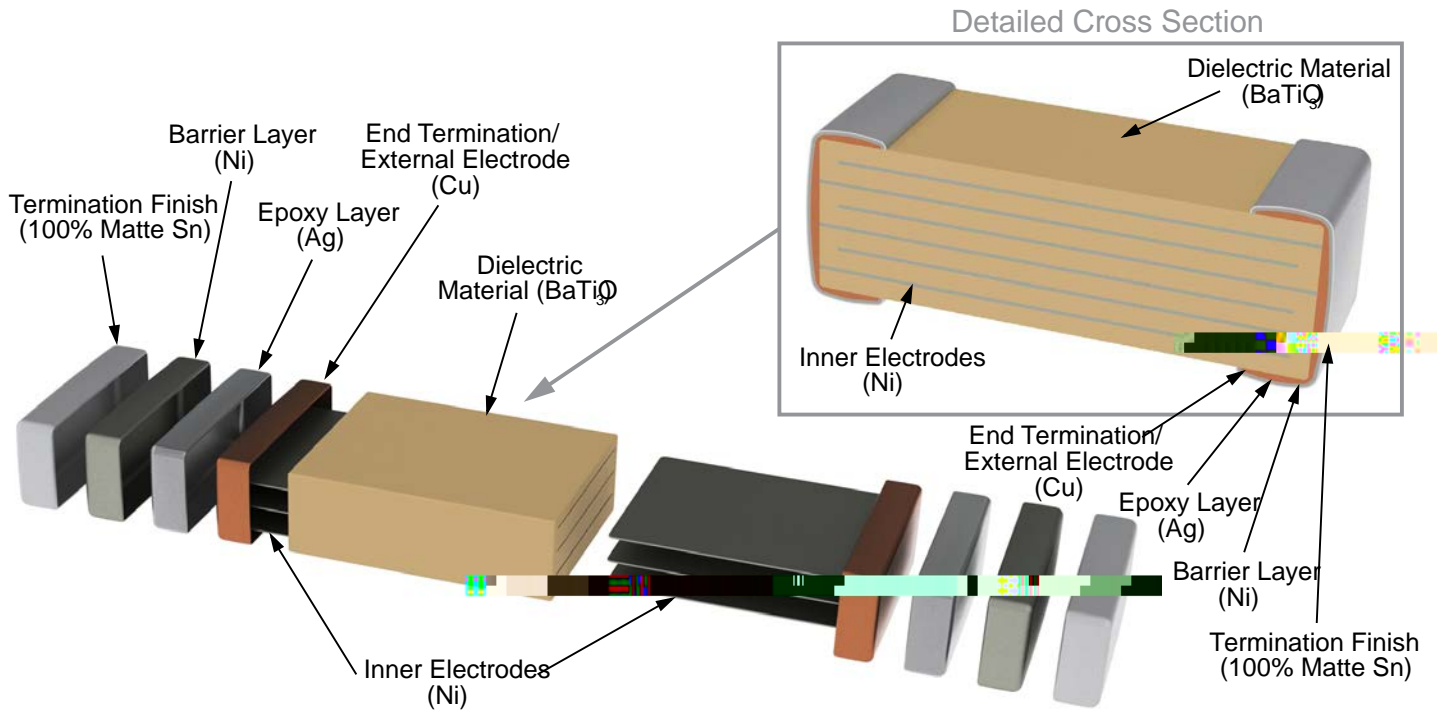 Detailed Cross Section
Dielectric Material
(BaTiO3)
Barrier Layer
(Ni)
End Termination/
External Electrode
(Cu)
Termination Finish
(100% Matte Sn)
Epoxy Layer
(Ag)
Dielectric
Material (BaTiO3)
Inner Electrodes
(Ni)
End Termination/
External Electrode
(Cu)
Epoxy Layer
(Ag)
Barrier Layer
(Ni)
Termination Finish
(100% Matte Sn)
Inner Electrodes
(Ni)